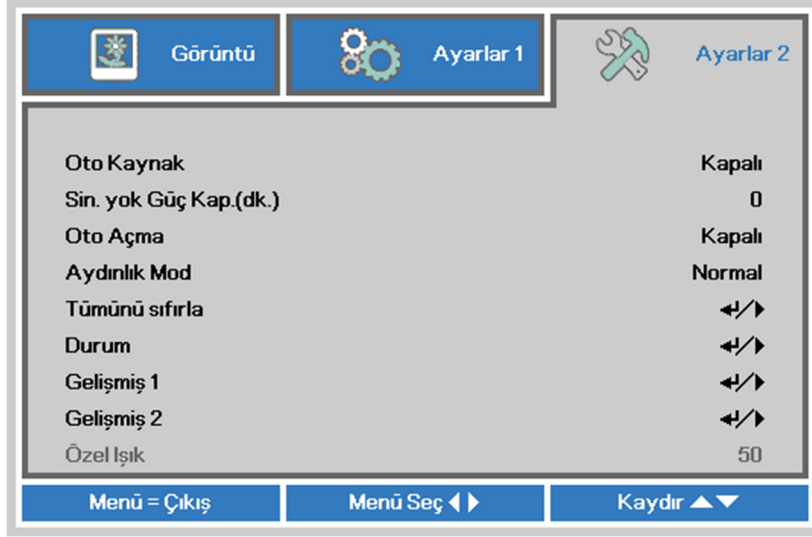 Görüntü Ayarlar 1 Ayarlar 2
Oto Kaynak Kapalı
Sin. yok Güç Kap.(dk.) 0
Oto Açma Kapalı
Aydınlık Mod Normal
Tümünü sıfırla
Durum
Gelişmiş 1
Gelişmiş 2
Özel Işık 50
Menü = Çıkış Menü Seç Kaydır